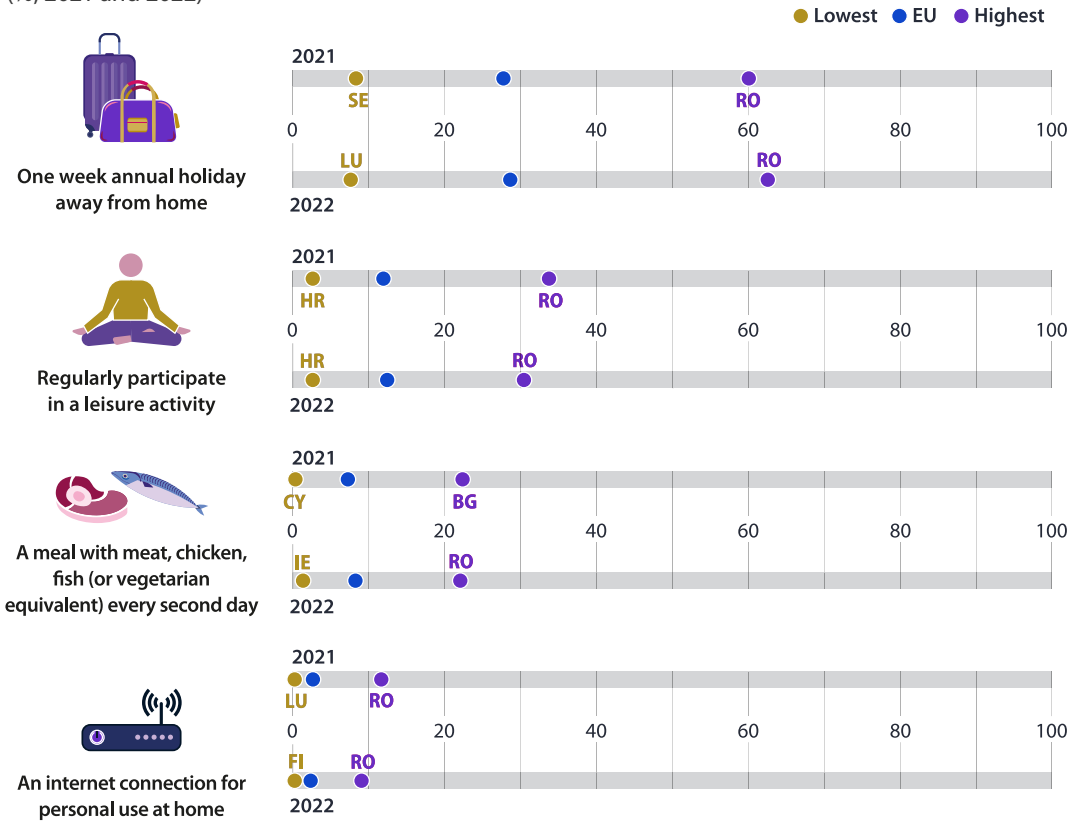 (%, 2021 and 2022)
Lowest EU Highest
2021
SE RO
0 20 40 60 80 100
LU RO
2022
One week annual holiday
away from home
2021
HR RO
0 20 40 60 80 100
HR RO
2022
Regularly participate
in a leisure activity
2021
CY BG
0 20 40 60 80 100
IE RO
2022
A meal with meat, chicken,
fish (or vegetarian
equivalent) every second day
2021
LU RO
0 20 40 60 80 100
FI RO
2022
An internet connection for
personal use at home